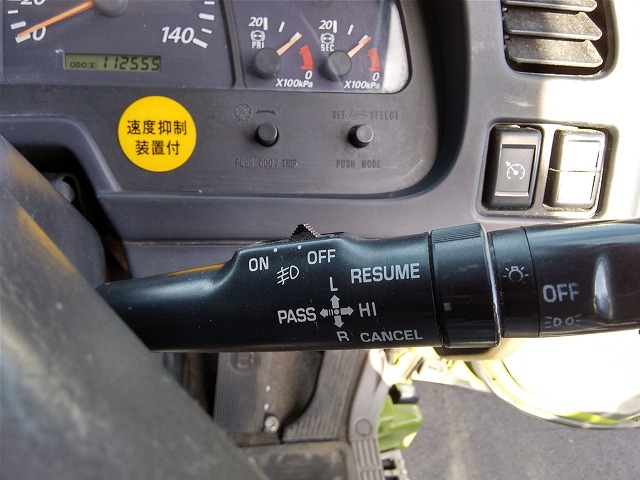 20
140
ODO
112555
20
PRI
0
X100kPa
20
SEC
0
X100kPa
速度抑制
装置付
PUSH ODO / TRIP
SET / SELECT
PUSH MODE
ON OFF
RESUME
L
PASS HI
R CANCEL
OFF